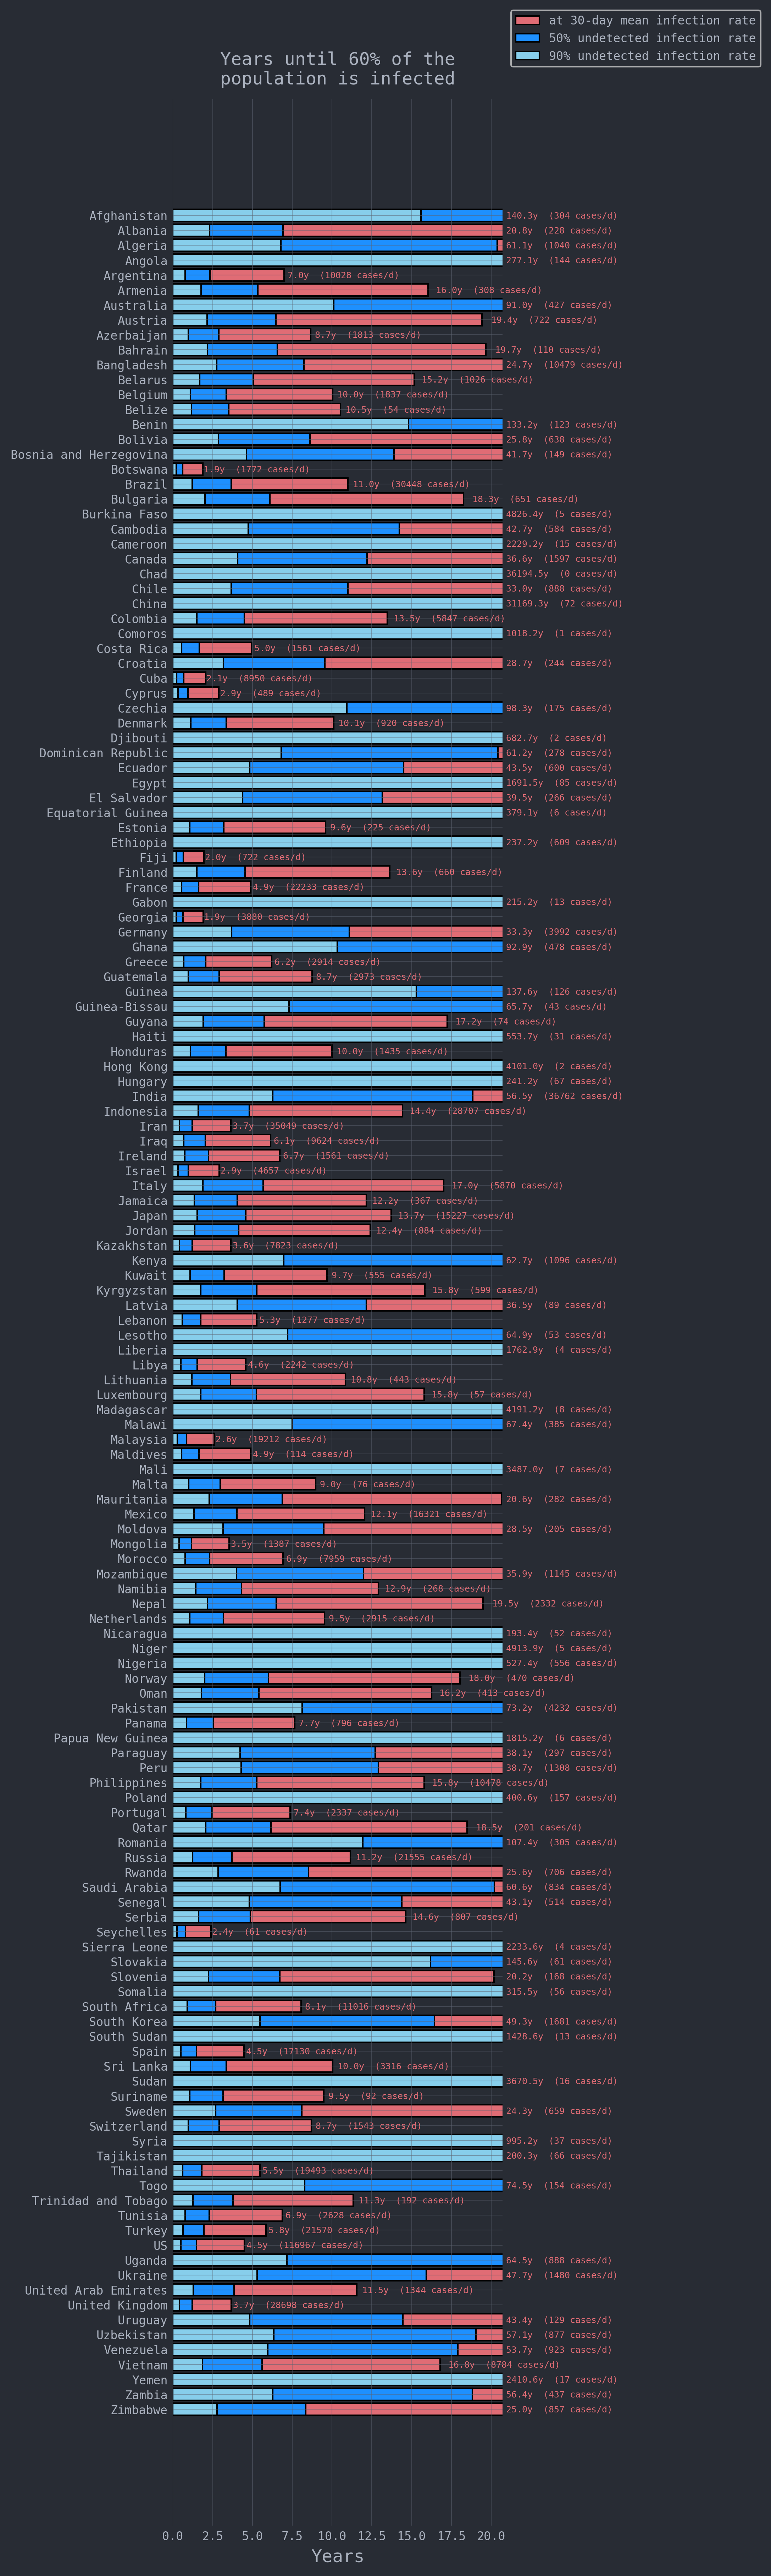 at 30-day mean infection rate
50% undetected infection rate
90% undetected infection rate
Years until 60% of the
population is infected
Afghanistan 140.3y (304 cases/d)
Albania 20.8y (228 cases/d)
Algeria 61.1y (1040 cases/d)
Angola 277.1y (144 cases/d)
Argentina 7.0y (10028 cases/d)
Armenia 16.0y (308 cases/d)
Australia 91.0y (427 cases/d)
Austria 19.4y (722 cases/d)
Azerbaijan 8.7y (1813 cases/d)
Bahrain 19.7y (110 cases/d)
Bangladesh 24.7y (10479 cases/d)
Belarus 15.2y (1026 cases/d)
Belgium 10.0y (1837 cases/d)
Belize 10.5y (54 cases/d)
Benin 133.2y (123 cases/d)
Bolivia 25.8y (638 cases/d)
Bosnia and Herzegovina 41.7y (149 cases/d)
Botswana 1.9y (1772 cases/d)
Brazil 11.0y (30448 cases/d)
Bulgaria 18.3y (651 cases/d)
Burkina Faso 4826.4y (5 cases/d)
Cambodia 42.7y (584 cases/d)
Cameroon 2229.2y (15 cases/d)
Canada 36.6y (1597 cases/d)
Chad 36194.5y (0 cases/d)
Chile 33.0y (888 cases/d)
China 31169.3y (72 cases/d)
Colombia 13.5y (5847 cases/d)
Comoros 1018.2y (1 cases/d)
Costa Rica 5.0y (1561 cases/d)
Croatia 28.7y (244 cases/d)
Cuba 2.1y (8950 cases/d)
Cyprus 2.9y (489 cases/d)
Czechia 98.3y (175 cases/d)
Denmark 10.1y (920 cases/d)
Djibouti 682.7y (2 cases/d)
Dominican Republic 61.2y (278 cases/d)
Ecuador 43.5y (600 cases/d)
Egypt 1691.5y (85 cases/d)
El Salvador 39.5y (266 cases/d)
Equatorial Guinea 379.1y (6 cases/d)
Estonia 9.6y (225 cases/d)
Ethiopia 237.2y (609 cases/d)
Fiji 2.0y (722 cases/d)
Finland 13.6y (660 cases/d)
France 4.9y (22233 cases/d)
Gabon 215.2y (13 cases/d)
Georgia 1.9y (3880 cases/d)
Germany 33.3y (3992 cases/d)
Ghana 92.9y (478 cases/d)
Greece 6.2y (2914 cases/d)
Guatemala 8.7y (2973 cases/d)
Guinea 137.6y (126 cases/d)
Guinea-Bissau 65.7y (43 cases/d)
Guyana 17.2y (74 cases/d)
Haiti 553.7y (31 cases/d)
Honduras 10.0y (1435 cases/d)
Hong Kong 4101.0y (2 cases/d)
Hungary 241.2y (67 cases/d)
India 56.5y (36762 cases/d)
Indonesia 14.4y (28707 cases/d)
Iran 3.7y (35049 cases/d)
Iraq 6.1y (9624 cases/d)
Ireland 6.7y (1561 cases/d)
Israel 2.9y (4657 cases/d)
Italy 17.0y (5870 cases/d)
Jamaica 12.2y (367 cases/d)
Japan 13.7y (15227 cases/d)
Jordan 12.4y (884 cases/d)
Kazakhstan 3.6y (7823 cases/d)
Kenya 62.7y (1096 cases/d)
Kuwait 9.7y (555 cases/d)
Kyrgyzstan 15.8y (599 cases/d)
Latvia 36.5y (89 cases/d)
Lebanon 5.3y (1277 cases/d)
Lesotho 64.9y (53 cases/d)
Liberia 1762.9y (4 cases/d)
Libya 4.6y (2242 cases/d)
Lithuania 10.8y (443 cases/d)
Luxembourg 15.8y (57 cases/d)
Madagascar 4191.2y (8 cases/d)
Malawi 67.4y (385 cases/d)
Malaysia 2.6y (19212 cases/d)
Maldives 4.9y (114 cases/d)
Mali 3487.0y (7 cases/d)
Malta 9.0y (76 cases/d)
Mauritania 20.6y (282 cases/d)
Mexico 12.1y (16321 cases/d)
Moldova 28.5y (205 cases/d)
Mongolia 3.5y (1387 cases/d)
Morocco 6.9y (7959 cases/d)
Mozambique 35.9y (1145 cases/d)
Namibia 12.9y (268 cases/d)
Nepal 19.5y (2332 cases/d)
Netherlands 9.5y (2915 cases/d)
Nicaragua 193.4y (52 cases/d)
Niger 4913.9y (5 cases/d)
Nigeria 527.4y (556 cases/d)
Norway 18.0y (470 cases/d)
Oman 16.2y (413 cases/d)
Pakistan 73.2y (4232 cases/d)
Panama 7.7y (796 cases/d)
Papua New Guinea 1815.2y (6 cases/d)
Paraguay 38.1y (297 cases/d)
Peru 38.7y (1308 cases/d)
Philippines 15.8y (10478 cases/d)
Poland 400.6y (157 cases/d)
Portugal 7.4y (2337 cases/d)
Qatar 18.5y (201 cases/d)
Romania 107.4y (305 cases/d)
Russia 11.2y (21555 cases/d)
Rwanda 25.6y (706 cases/d)
Saudi Arabia 60.6y (834 cases/d)
Senegal 43.1y (514 cases/d)
Serbia 14.6y (807 cases/d)
Seychelles 2.4y (61 cases/d)
Sierra Leone 2233.6y (4 cases/d)
Slovakia 145.6y (61 cases/d)
Slovenia 20.2y (168 cases/d)
Somalia 315.5y (56 cases/d)
South Africa 8.1y (11016 cases/d)
South Korea 49.3y (1681 cases/d)
South Sudan 1428.6y (13 cases/d)
Spain 4.5y (17130 cases/d)
Sri Lanka 10.0y (3316 cases/d)
Sudan 3670.5y (16 cases/d)
Suriname 9.5y (92 cases/d)
Sweden 24.3y (659 cases/d)
Switzerland 8.7y (1543 cases/d)
Syria 995.2y (37 cases/d)
Tajikistan 200.3y (66 cases/d)
Thailand 5.5y (19493 cases/d)
Togo 74.5y (154 cases/d)
Trinidad and Tobago 11.3y (192 cases/d)
Tunisia 6.9y (2628 cases/d)
Turkey 5.8y (21570 cases/d)
US 4.5y (116967 cases/d)
Uganda 64.5y (888 cases/d)
Ukraine 47.7y (1480 cases/d)
United Arab Emirates 11.5y (1344 cases/d)
United Kingdom 3.7y (28698 cases/d)
Uruguay 43.4y (129 cases/d)
Uzbekistan 57.1y (877 cases/d)
Venezuela 53.7y (923 cases/d)
Vietnam 16.8y (8784 cases/d)
Yemen 2410.6y (17 cases/d)
Zambia 56.4y (437 cases/d)
Zimbabwe 25.0y (857 cases/d)
0.0 2.5 5.0 7.5 10.0 12.5 15.0 17.5 20.0
Years